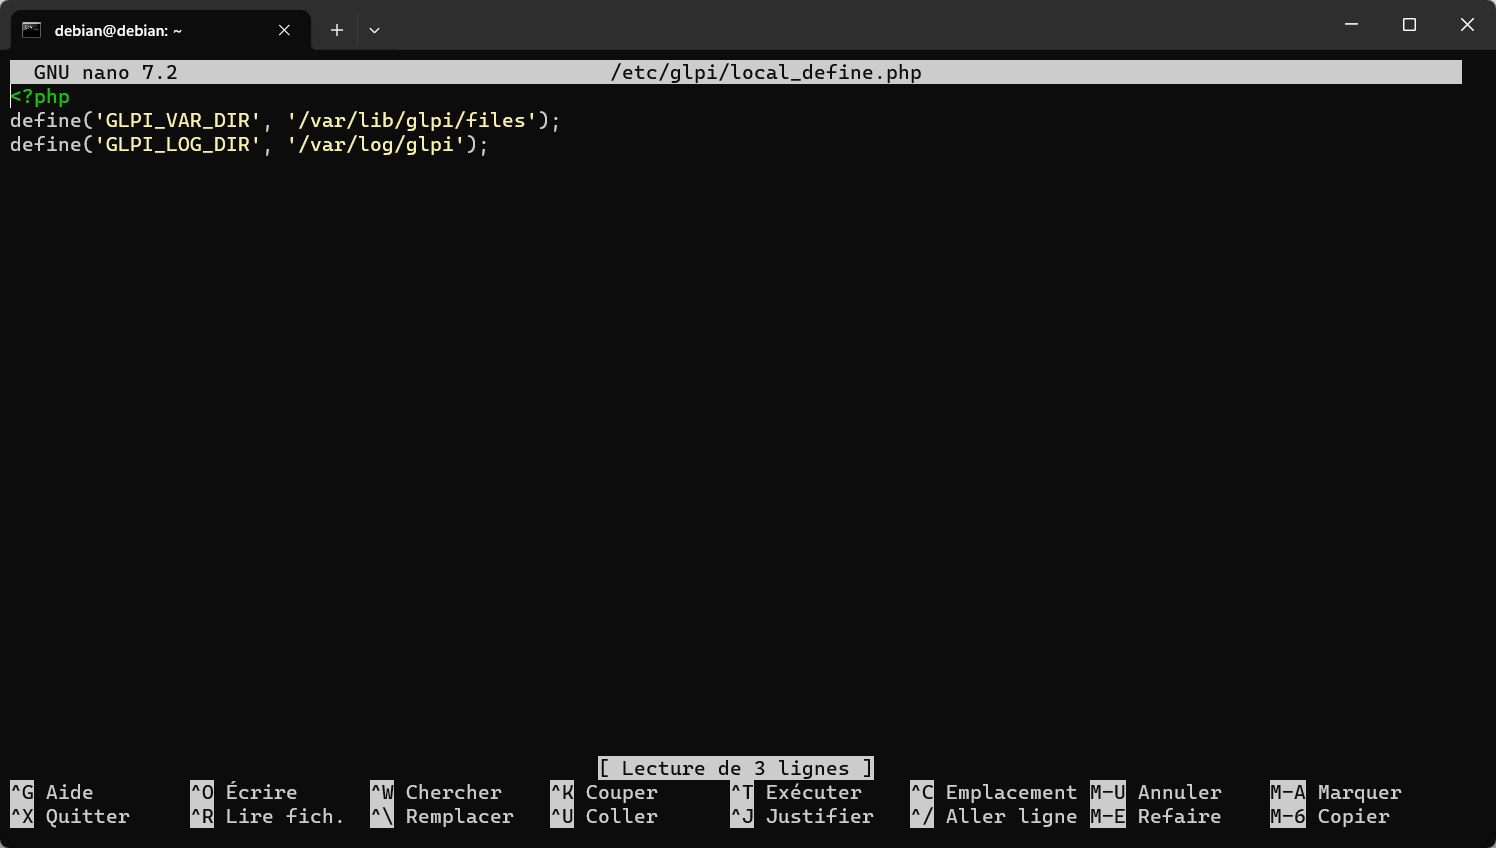 debian@debian: ~
GNU nano 7.2 /etc/glpi/local_define.php
<?php
define('GLPI_VAR_DIR', '/var/lib/glpi/files');
define('GLPI_LOG_DIR', '/var/log/glpi');
[ Lecture de 3 lignes ]
^G Aide ^O Écrire ^W Chercher ^K Couper ^T Exécuter ^C Emplacement M-U Annuler M-A Marquer
^X Quitter ^R Lire fich. ^\ Remplacer ^U Coller ^J Justifier ^/ Aller ligne M-E Refaire M-6 Copier